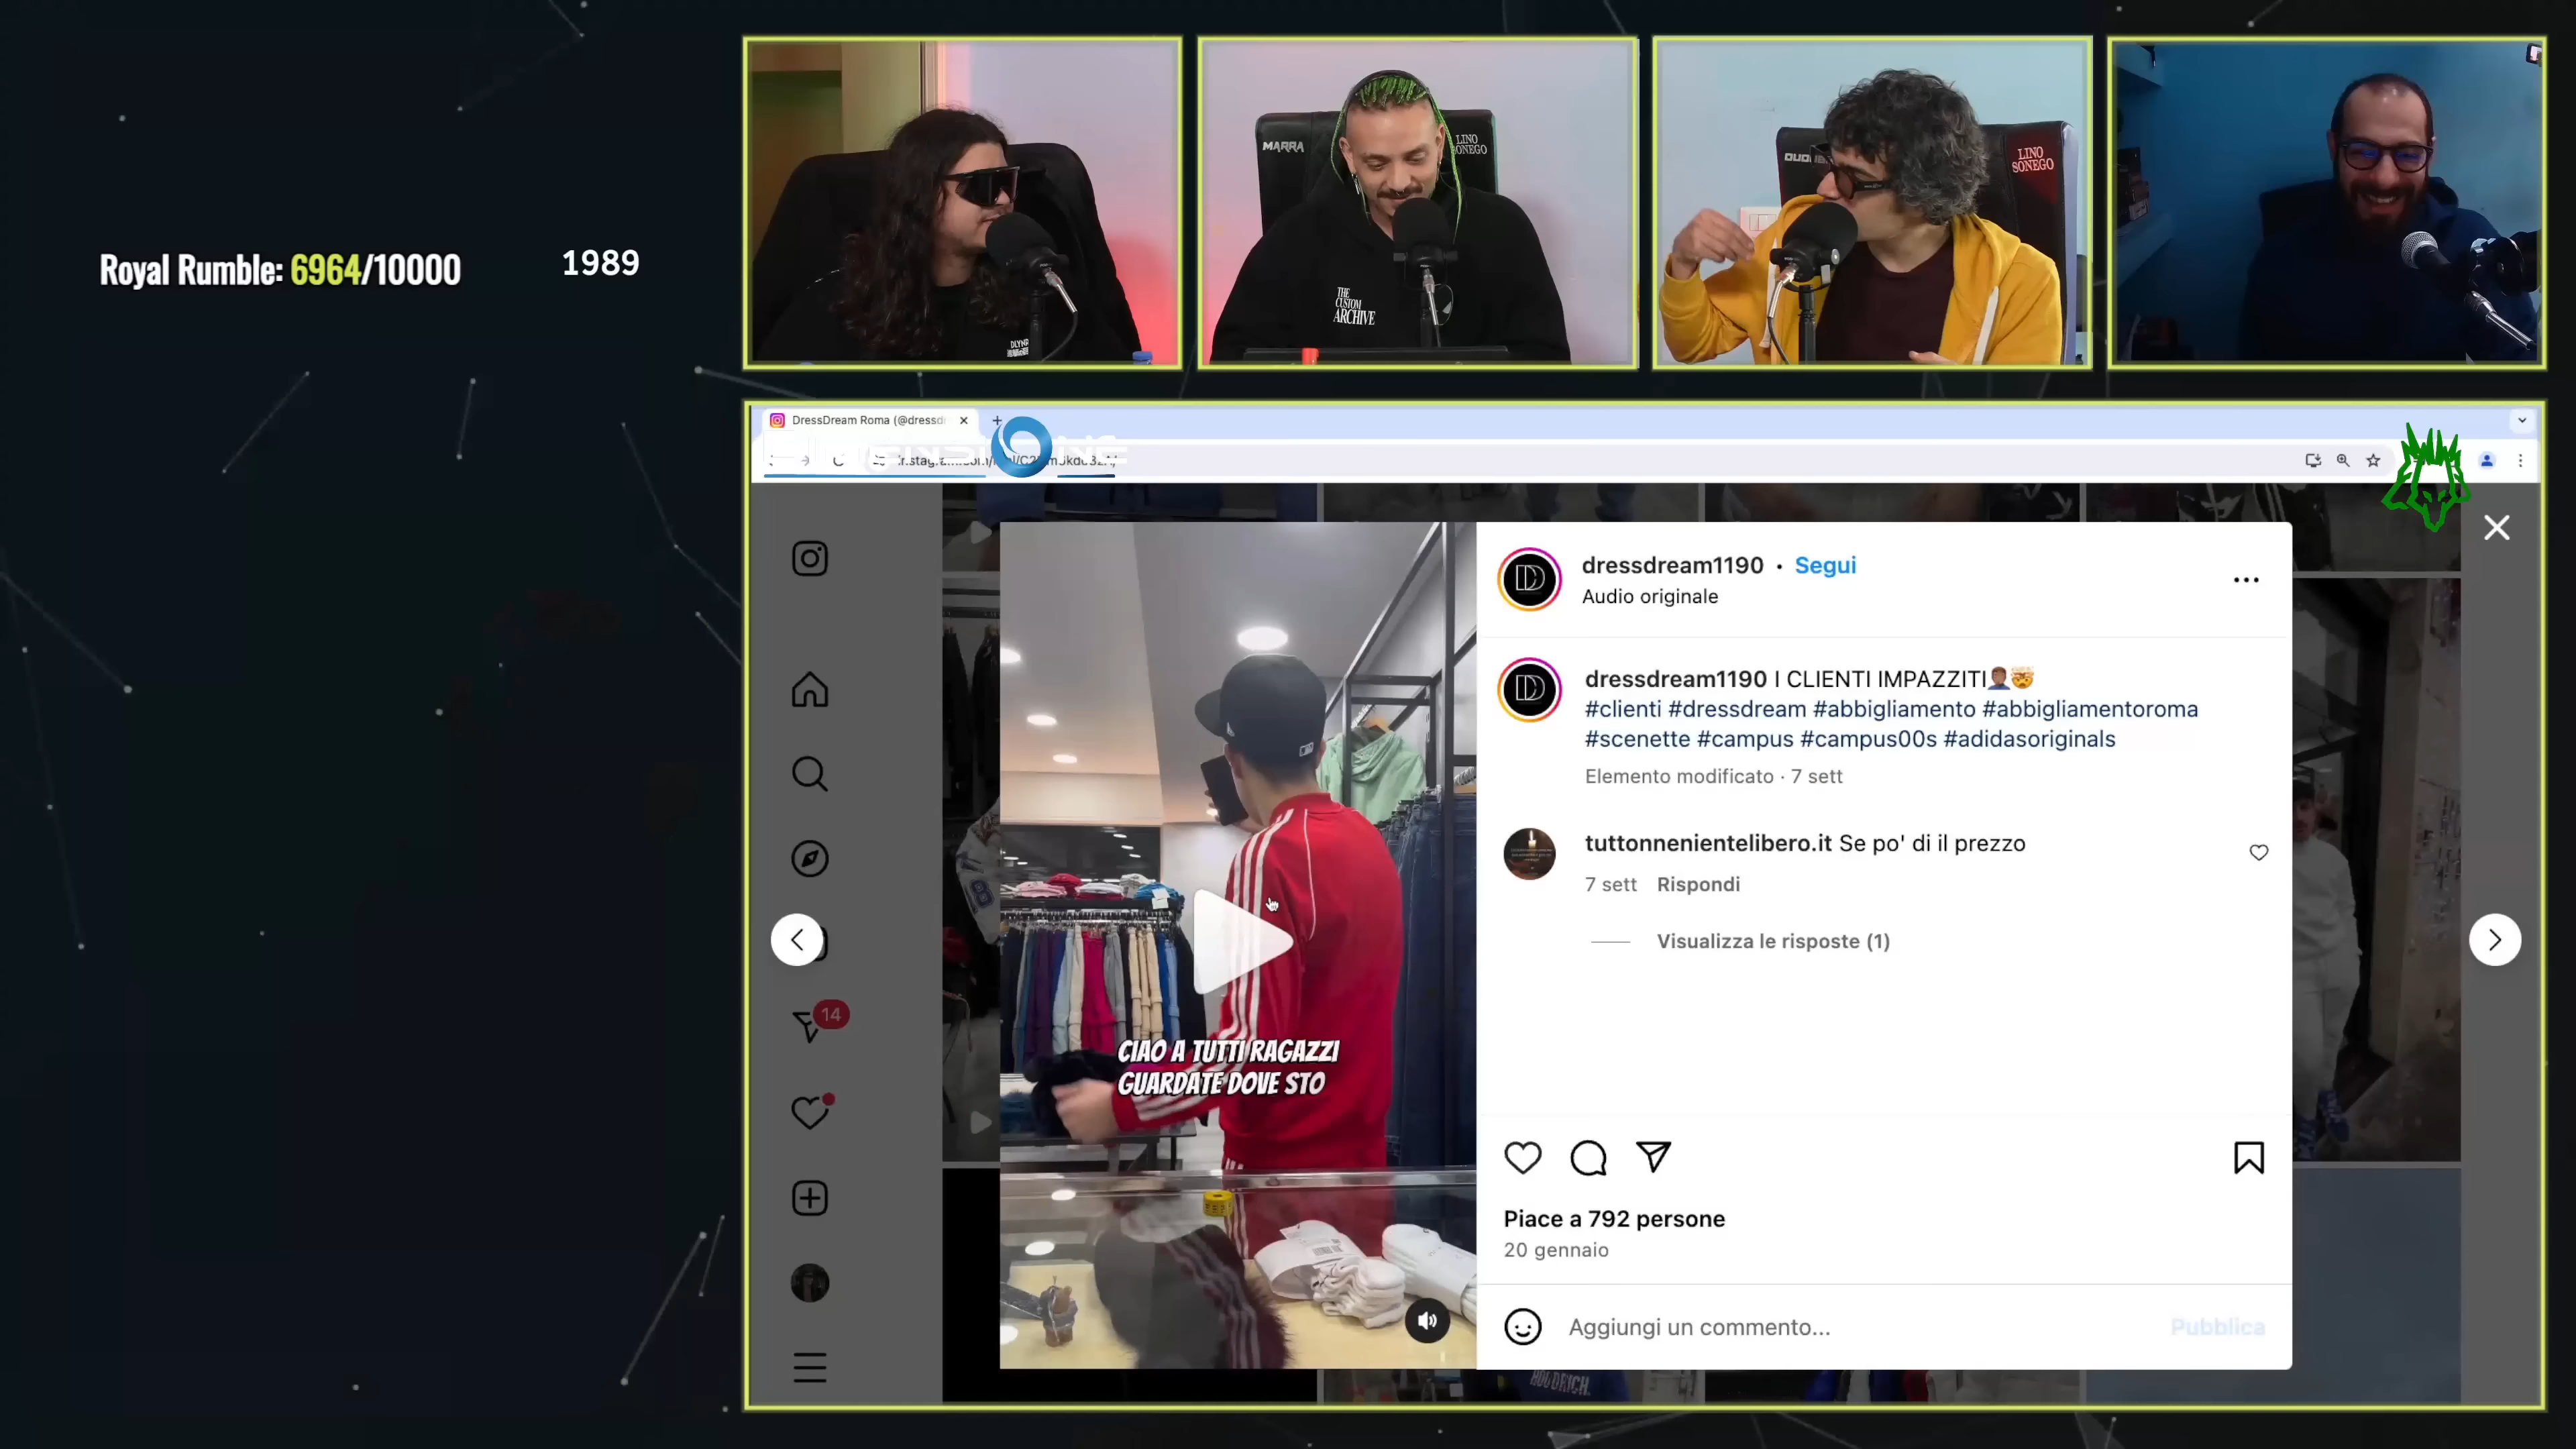 Royal Rumble: 6964/10000
1989
MARRA
LINO
SONEGO
THE
CUSTOM
ARCHIVE
LINO
SONEGO
DressDream Roma (@dressd
dressdream1190 • Segui
Audio originale
dressdream1190 I CLIENTI IMPAZZITI🤦🏽‍♂️🤯
#clienti #dressdream #abbigliamento #abbigliamentoroma
#scenette #campus #campus00s #adidasoriginals
Elemento modificato · 7 sett
tuttonnenientelibero.it Se po' di il prezzo
7 sett Rispondi
Visualizza le risposte (1)
14
CIAO A TUTTI RAGAZZI
GUARDATE DOVE STO
Piace a 792 persone
20 gennaio
Aggiungi un commento...
Pubblica